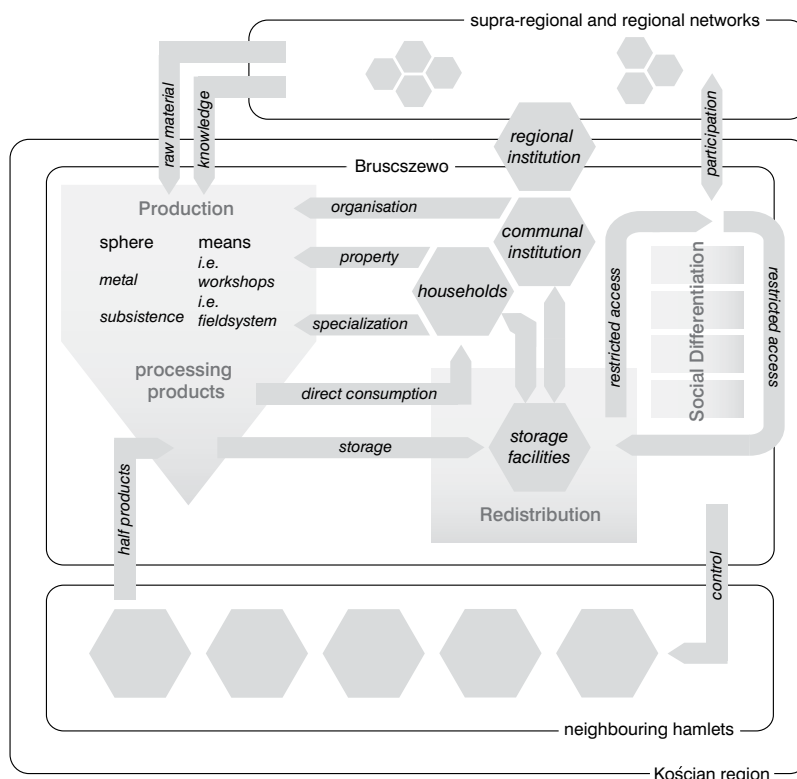 supra-regional and regional networks
raw material
knowledge
participation
regional
institution
Bruscszewo
Production
sphere
means
i.e.
metal
workshops
i.e.
subsistence
fieldsystem
organisation
property
specialization
communal
institution
households
restricted access
Social Differentiation
restricted access
processing
products
direct consumption
storage
storage
facilities
Redistribution
half products
control
neighbouring hamlets
Kościan region